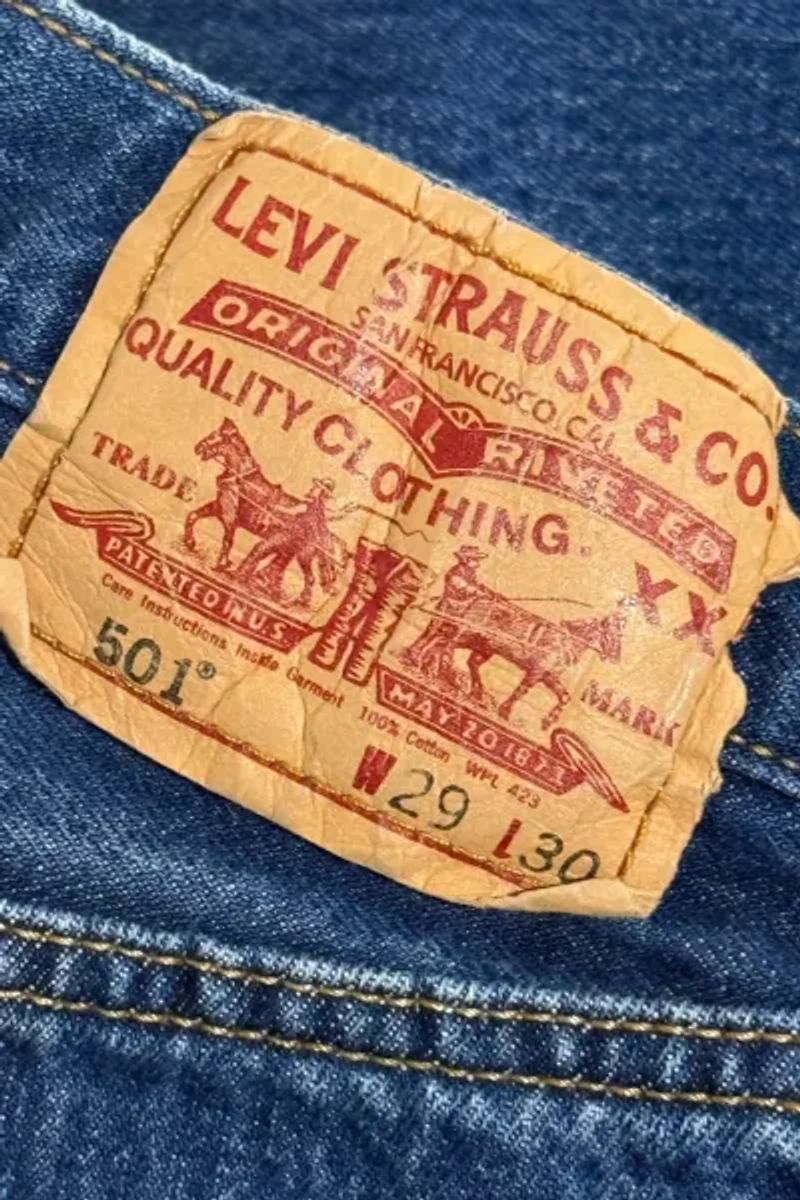 LEVI STRAUSS & CO.
SAN FRANCISCO, CAL.
ORIGINAL RIVETED
QUALITY CLOTHING.
TRADE
XX
MARK
PATENTED IN U.S.
MAY 20 1873
Care Instructions Inside Garment 100% Cotton WPL 423
501®
W29 L30